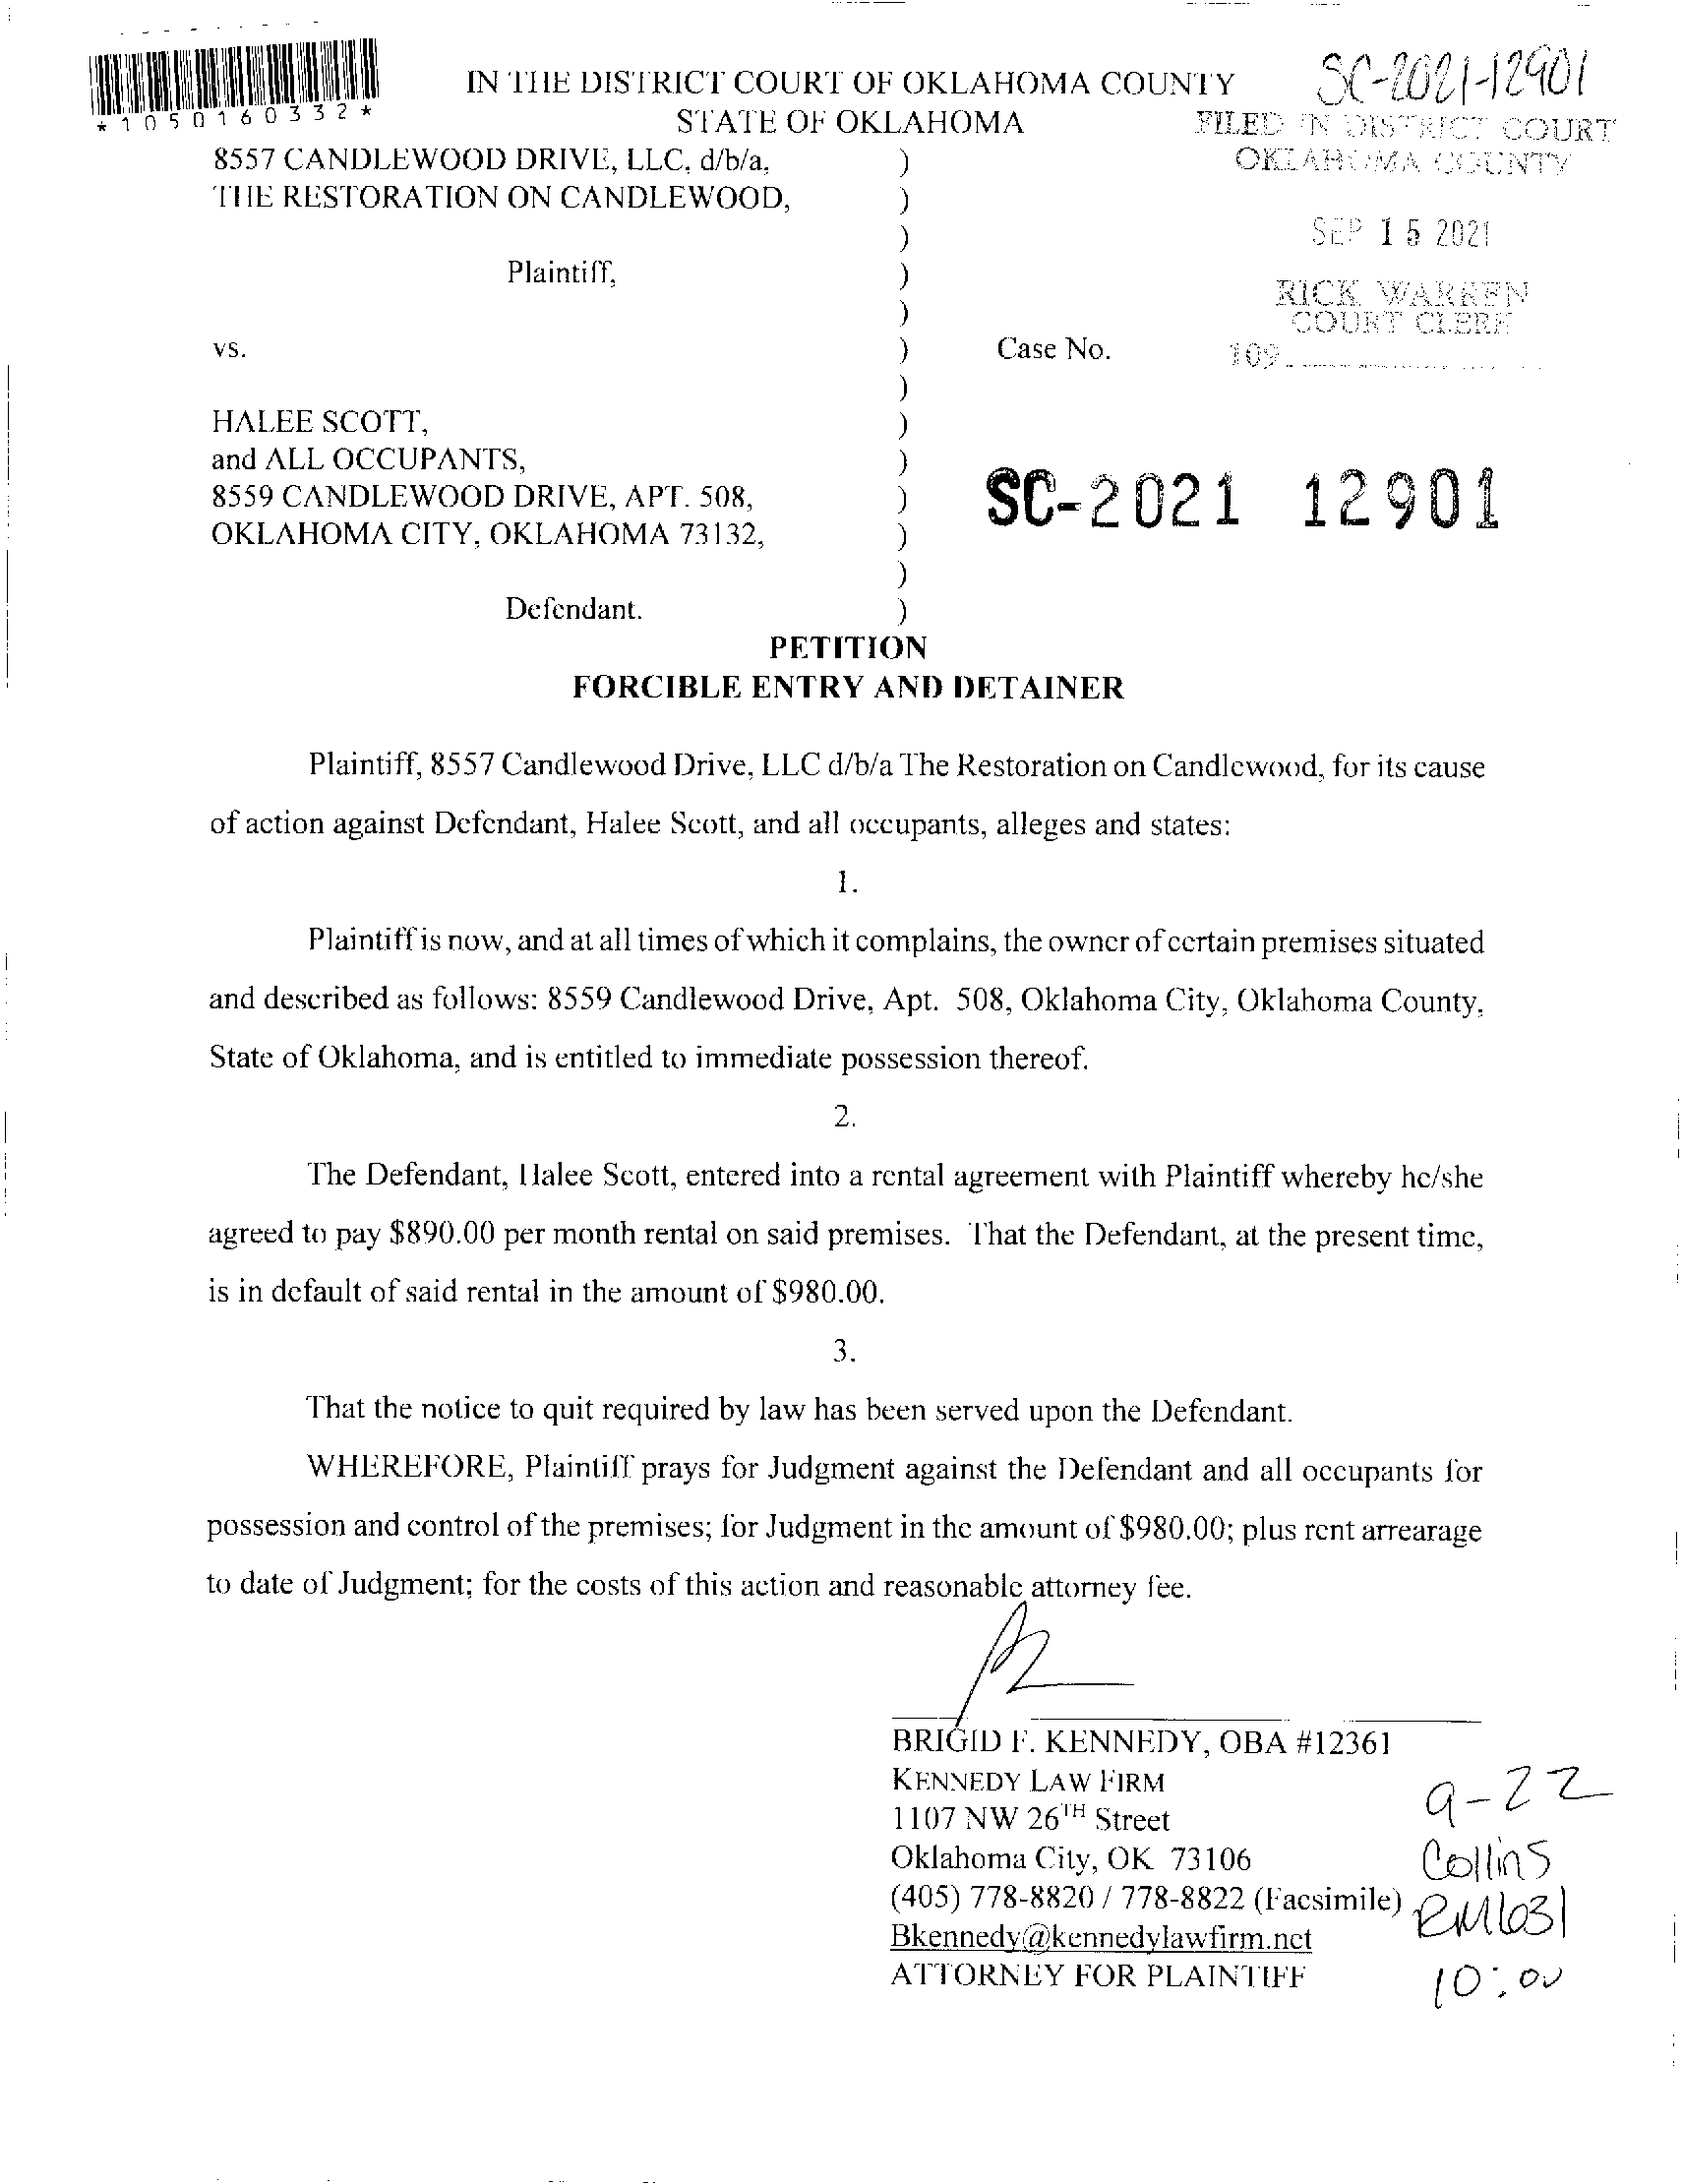 SC-2021-12901
*1050160332*
IN THE DISTRICT COURT OF OKLAHOMA COUNTY
STATE OF OKLAHOMA
FILED IN DISTRICT COURT
OKLAHOMA COUNTY
SEP 15 2021
RICK WARREN
COURT CLERK
109
8557 CANDLEWOOD DRIVE, LLC, d/b/a, )
THE RESTORATION ON CANDLEWOOD, )
)
Plaintiff, )
)
vs. ) Case No.
)
HALEE SCOTT, )
and ALL OCCUPANTS, )
8559 CANDLEWOOD DRIVE, APT. 508, ) SC-2021 12901
OKLAHOMA CITY, OKLAHOMA 73132, )
)
Defendant. )
PETITION
FORCIBLE ENTRY AND DETAINER
Plaintiff, 8557 Candlewood Drive, LLC d/b/a The Restoration on Candlewood, for its cause
of action against Defendant, Halee Scott, and all occupants, alleges and states:
1.
Plaintiff is now, and at all times of which it complains, the owner of certain premises situated
and described as follows: 8559 Candlewood Drive, Apt. 508, Oklahoma City, Oklahoma County,
State of Oklahoma, and is entitled to immediate possession thereof.
2.
The Defendant, Halee Scott, entered into a rental agreement with Plaintiff whereby he/she
agreed to pay $890.00 per month rental on said premises. That the Defendant, at the present time,
is in default of said rental in the amount of $980.00.
3.
That the notice to quit required by law has been served upon the Defendant.
WHEREFORE, Plaintiff prays for Judgment against the Defendant and all occupants for
possession and control of the premises; for Judgment in the amount of $980.00; plus rent arrearage
to date of Judgment; for the costs of this action and reasonable attorney fee.
BRIGID F. KENNEDY, OBA #12361
KENNEDY LAW FIRM
1107 NW 26TH Street
Oklahoma City, OK 73106
(405) 778-8820 / 778-8822 (Facsimile)
Bkennedy@kennedylawfirm.net
ATTORNEY FOR PLAINTIFF
9-22
Collins
RM631
10:00